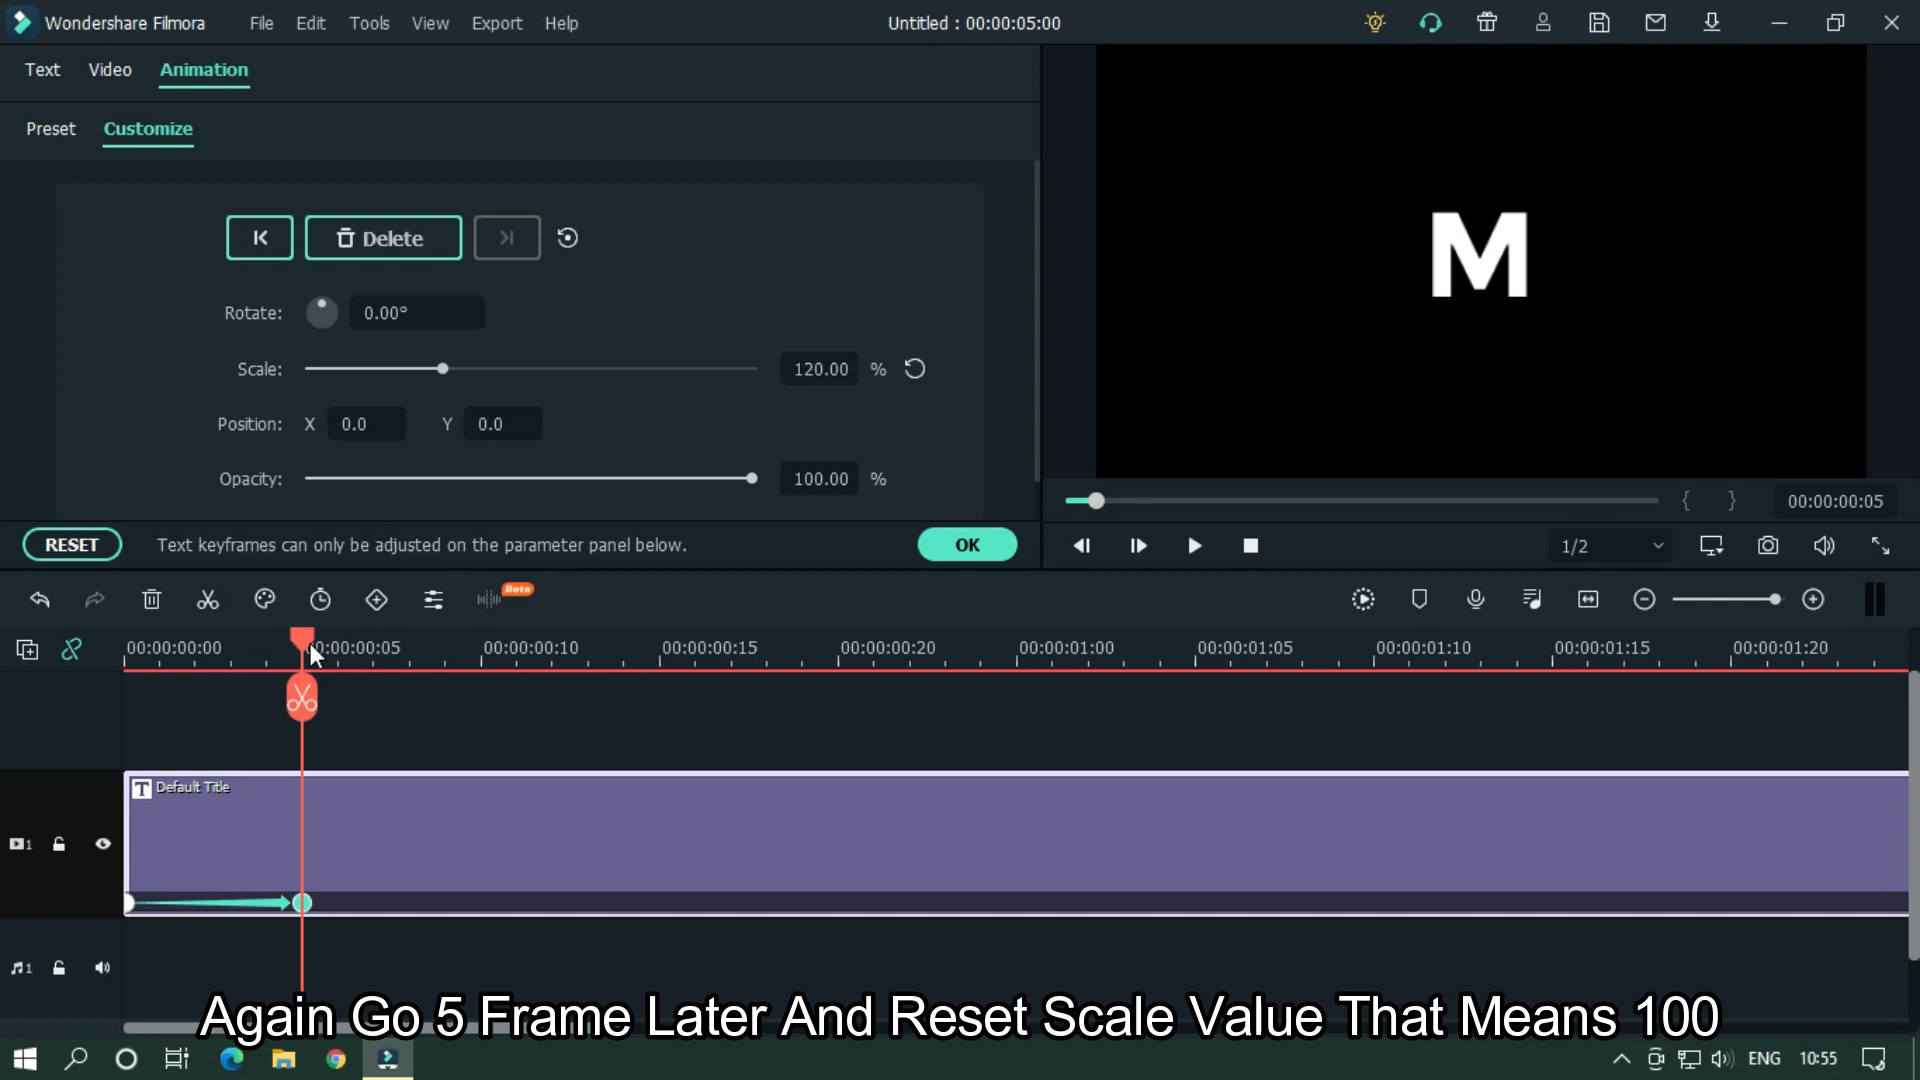 Wondershare Filmora File Edit Tools View Export Help Untitled : 00:00:05:00
Text Video Animation
Preset Customize
Delete
Rotate: 0.00°
Scale: 120.00 %
Position: X 0.0 Y 0.0
Opacity: 100.00 %
M
{ } 00:00:00:05
RESET Text keyframes can only be adjusted on the parameter panel below. OK
1/2
Beta
00:00:00:00 00:00:00:05 00:00:00:10 00:00:00:15 00:00:00:20 00:00:01:00 00:00:01:05 00:00:01:10 00:00:01:15 00:00:01:20
T Default Title
1
1
Again Go 5 Frame Later And Reset Scale Value That Means 100
ENG 10:55